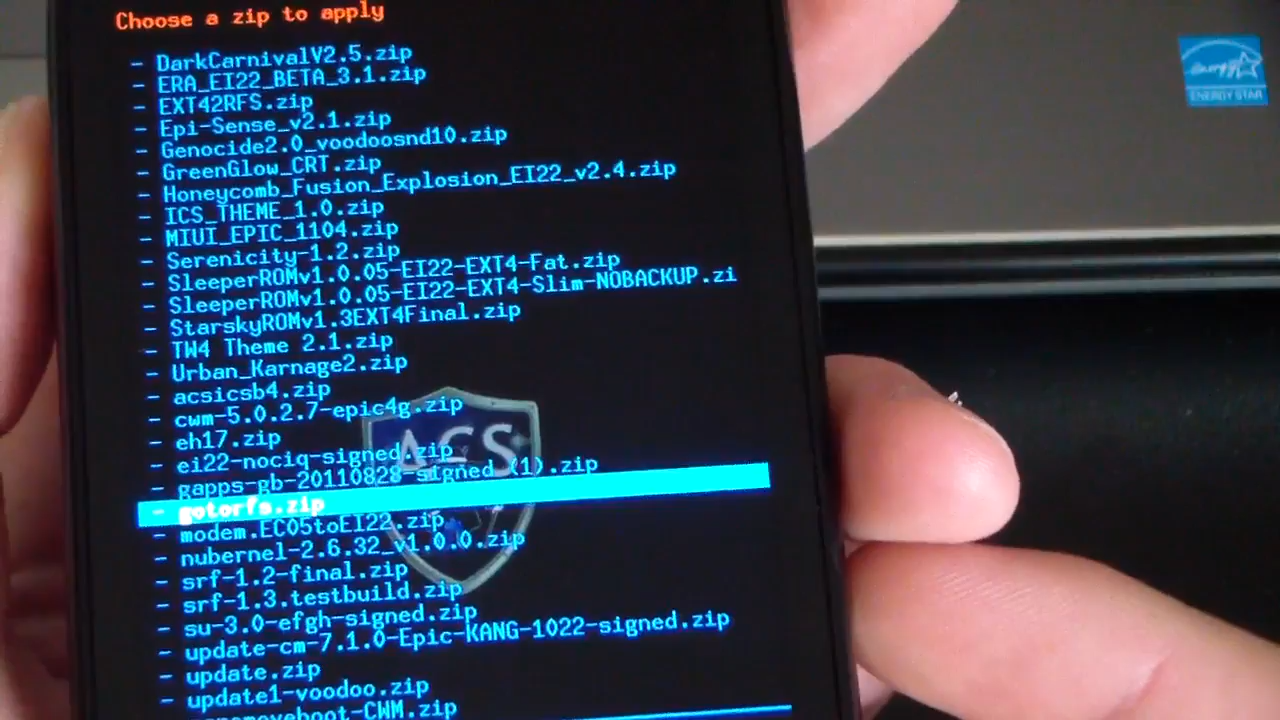 Choose a zip to apply
- DarkCarnivalV2.5.zip
- ERA_EI22_BETA_3.1.zip
- EXT42RFS.zip
- Epi-Sense_v2.1.zip
- Genocide2.0_voodoosnd10.zip
- GreenGlow_CRT.zip
- Honeycomb_Fusion_Explosion_EI22_v2.4.zip
- ICS_THEME_1.0.zip
- MIUI_EPIC_1104.zip
- Serenicity-1.2.zip
- SleeperROMv1.0.05-EI22-EXT4-Fat.zip
- SleeperROMv1.0.05-EI22-EXT4-Slim-NOBACKUP.zi
- StarskyROMv1.3EXT4Final.zip
- TW4 Theme 2.1.zip
- Urban_Karnage2.zip
- acsicsb4.zip
- cwm-5.0.2.7-epic4g.zip
- eh17.zip
- ei22-nociq-signed.zip
- gapps-gb-20110828-signed (1).zip
- gotorfs.zip
- modem.EC05toEI22.zip
- nubernel-2.6.32_v1.0.0.zip
- srf-1.2-final.zip
- srf-1.3.testbuild.zip
- su-3.0-efgh-signed.zip
- update-cm-7.1.0-Epic-KANG-1022-signed.zip
- update.zip
- update1-voodoo.zip
ACS
energy
ENERGY STAR